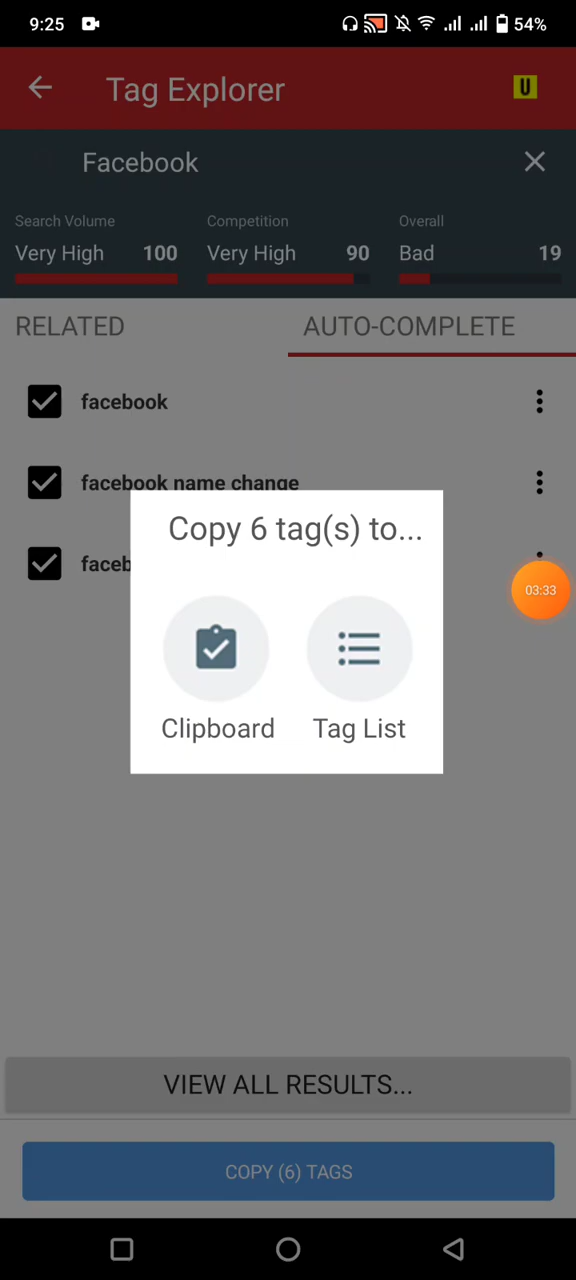 9:25 54%
Tag Explorer U
Facebook
Search Volume Competition Overall
Very High 100 Very High 90 Bad 19
RELATED AUTO-COMPLETE
facebook
facebook name change
faceb
Copy 6 tag(s) to...
03:33
Clipboard Tag List
VIEW ALL RESULTS...
COPY (6) TAGS